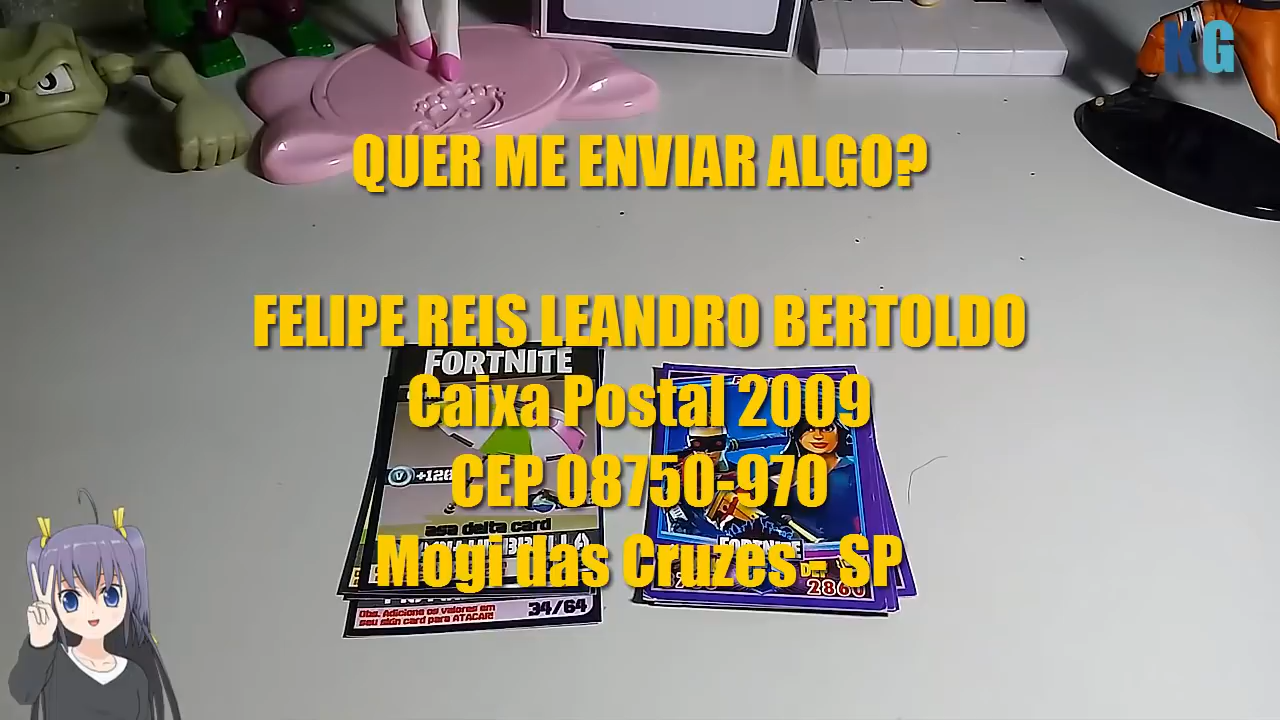 KG
QUER ME ENVIAR ALGO?
FELIPE REIS LEANDRO BERTOLDO
FORTNITE
Caixa Postal 2009
CEP 08750-970
asa delta card
FORTNITE
Mogi das Cruzes - SP
2860
Obs. Adicione os valores em
seu skin card para ATACAR!
34/64